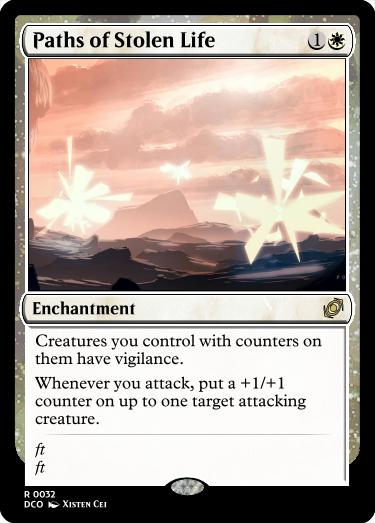 Paths of Stolen Life 1
Enchantment
Creatures you control with counters on
them have vigilance.
Whenever you attack, put a +1/+1
counter on up to one target attacking
creature.
ft
ft
R 0032
DCO Xisten Cei